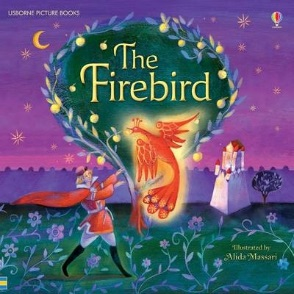 USBORNE PICTURE BOOKS
The
Firebird
Illustrated by
Alida Massari